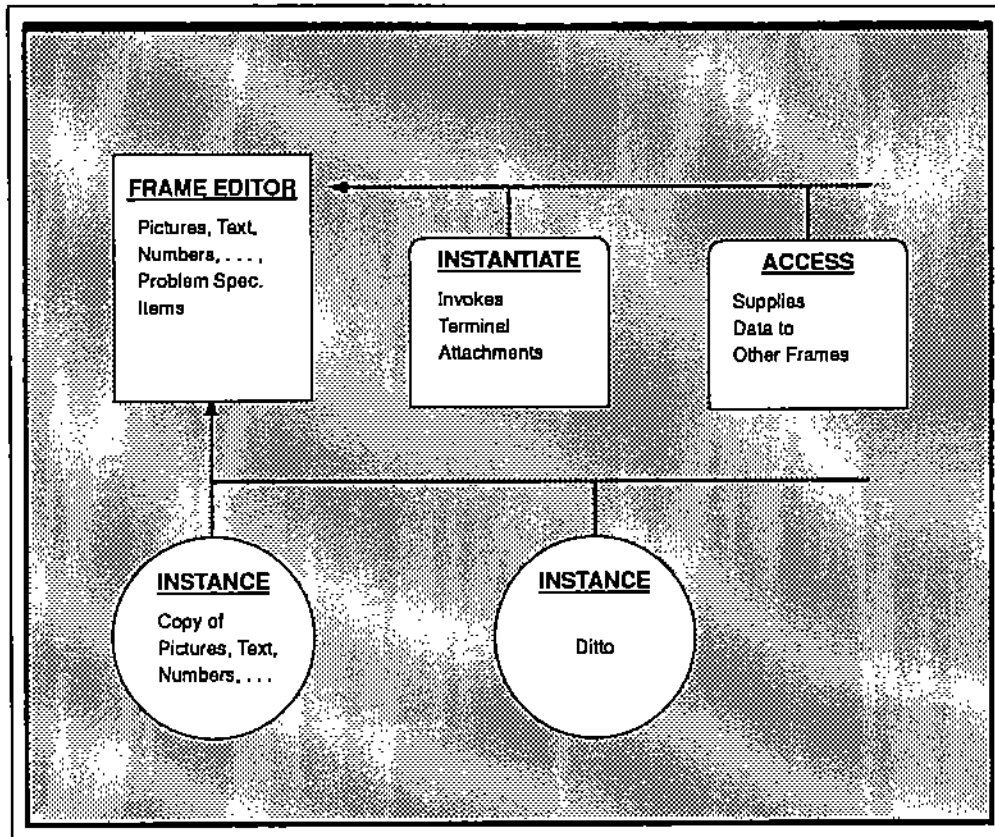 FRAME EDITOR
Pictures, Text,
Numbers, . . . ,
Problem Spec.
Items
INSTANTIATE
Invokes
Terminal
Attachments
ACCESS
Supplies
Data to
Other Frames
INSTANCE
Copy of
Pictures, Text,
Numbers, . . .
INSTANCE
Ditto